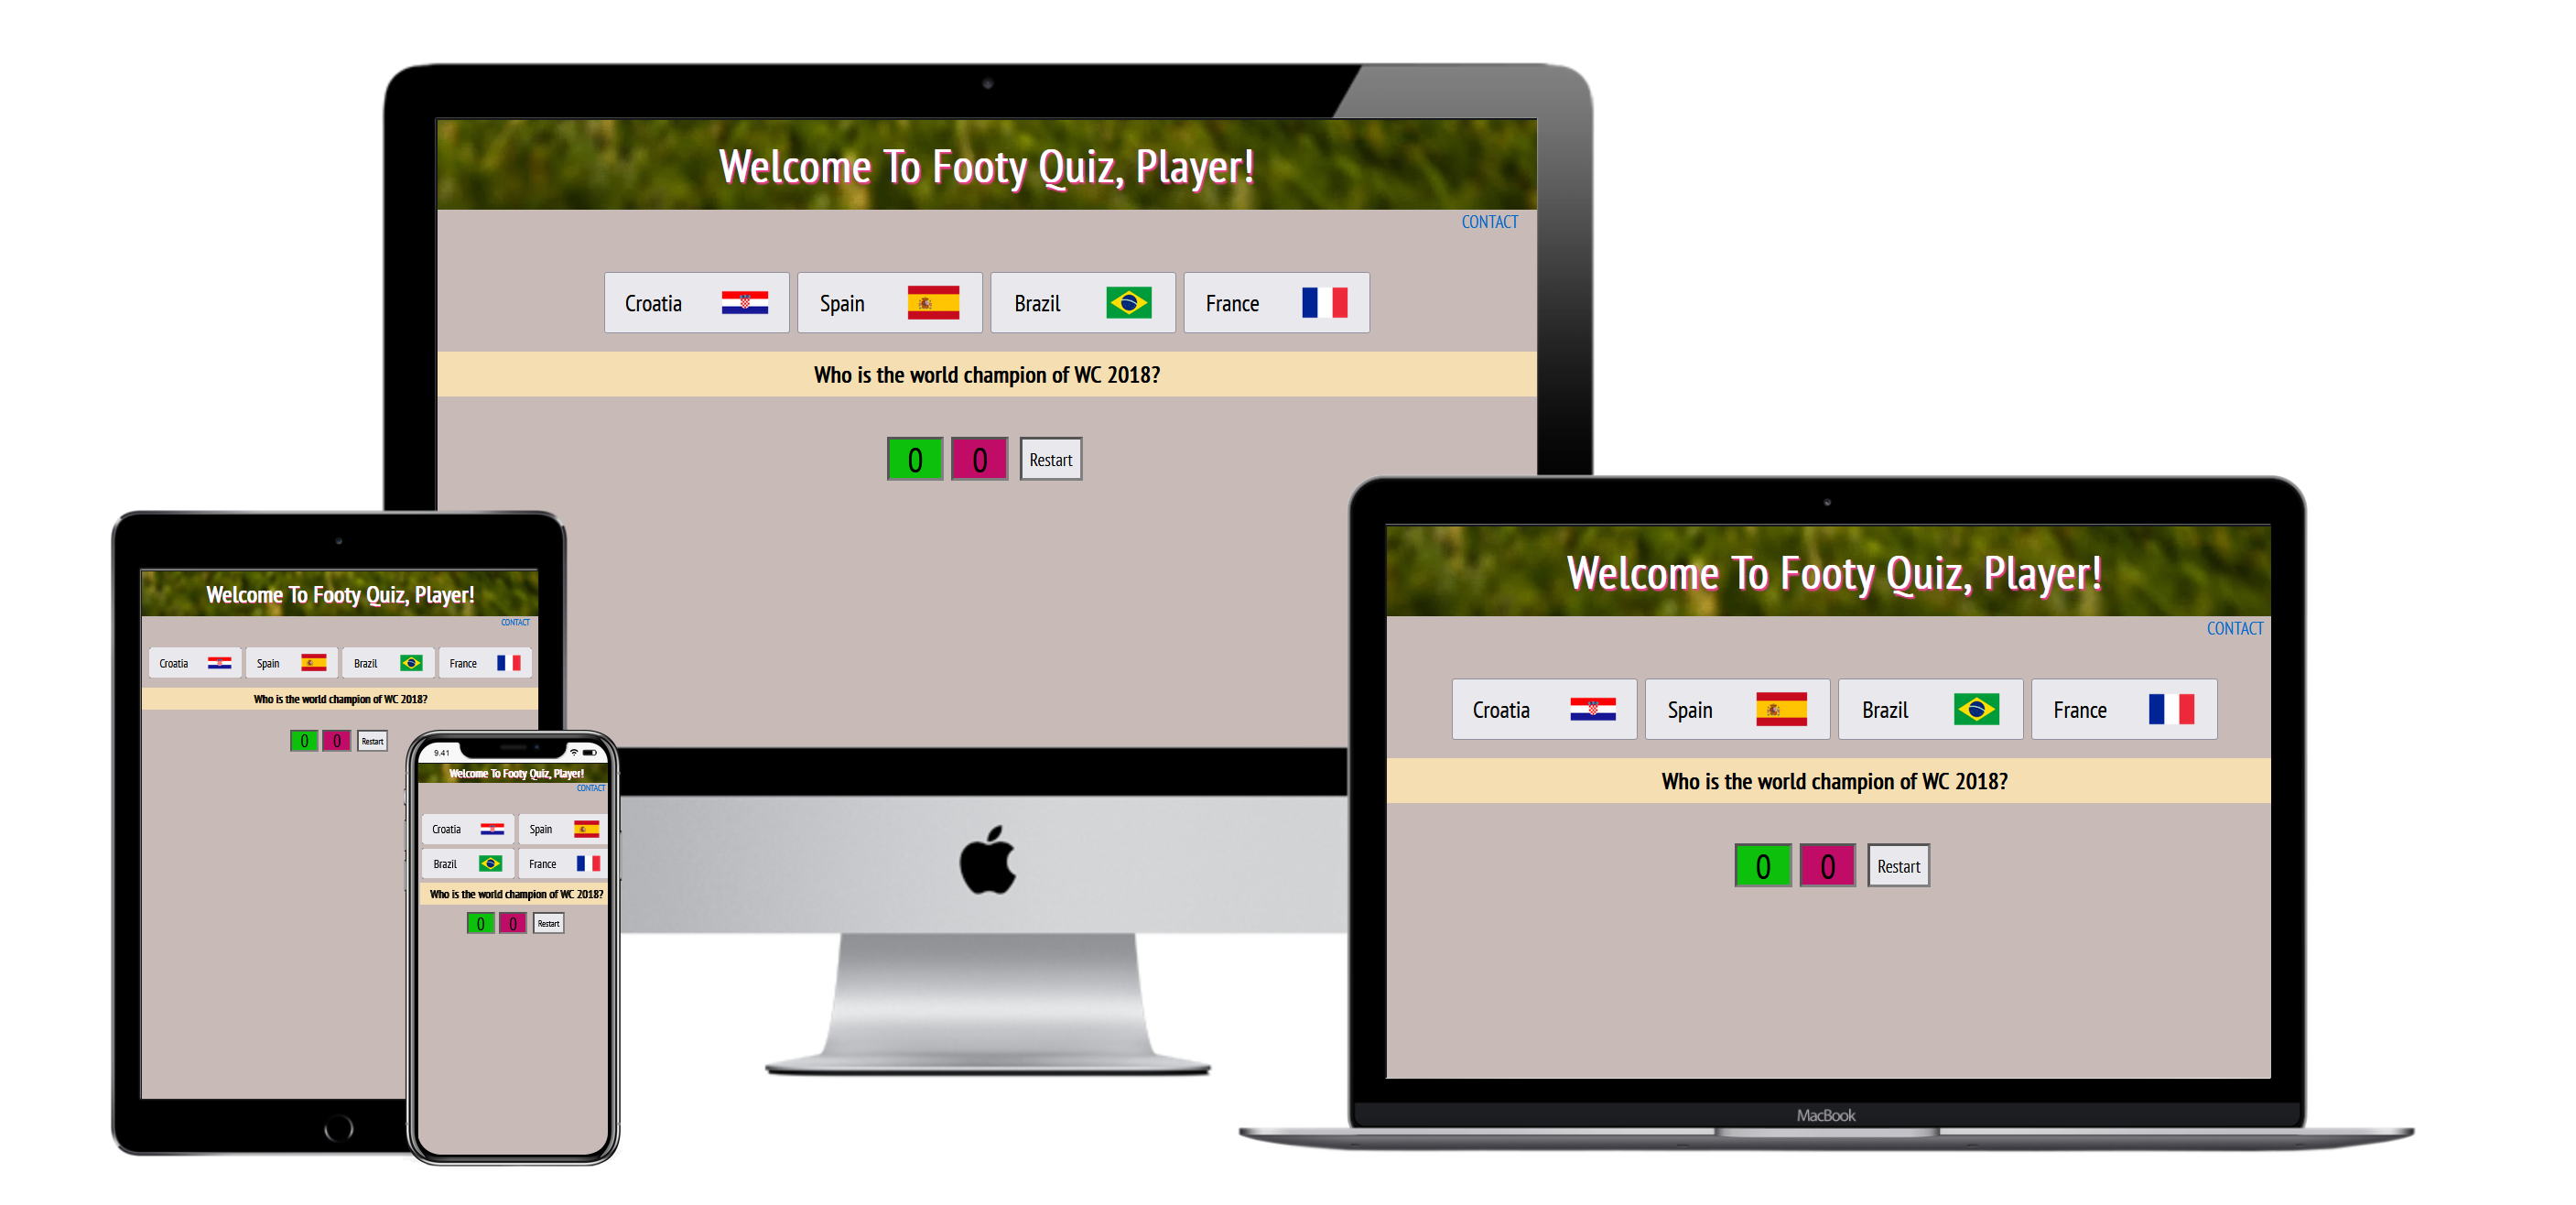 Welcome To Footy Quiz, Player!
CONTACT
Croatia Spain Brazil France
Who is the world champion of WC 2018?
0 0 Restart
Welcome To Footy Quiz, Player!
CONTACT
Croatia Spain Brazil France
Who is the world champion of WC 2018?
0 0 Restart
9.41
Welcome To Footy Quiz, Player!
CONTACT
Croatia Spain
Brazil France
Who is the world champion of WC 2018?
0 0 Restart
Welcome To Footy Quiz, Player!
CONTACT
Croatia Spain Brazil France
Who is the world champion of WC 2018?
0 0 Restart
MacBook